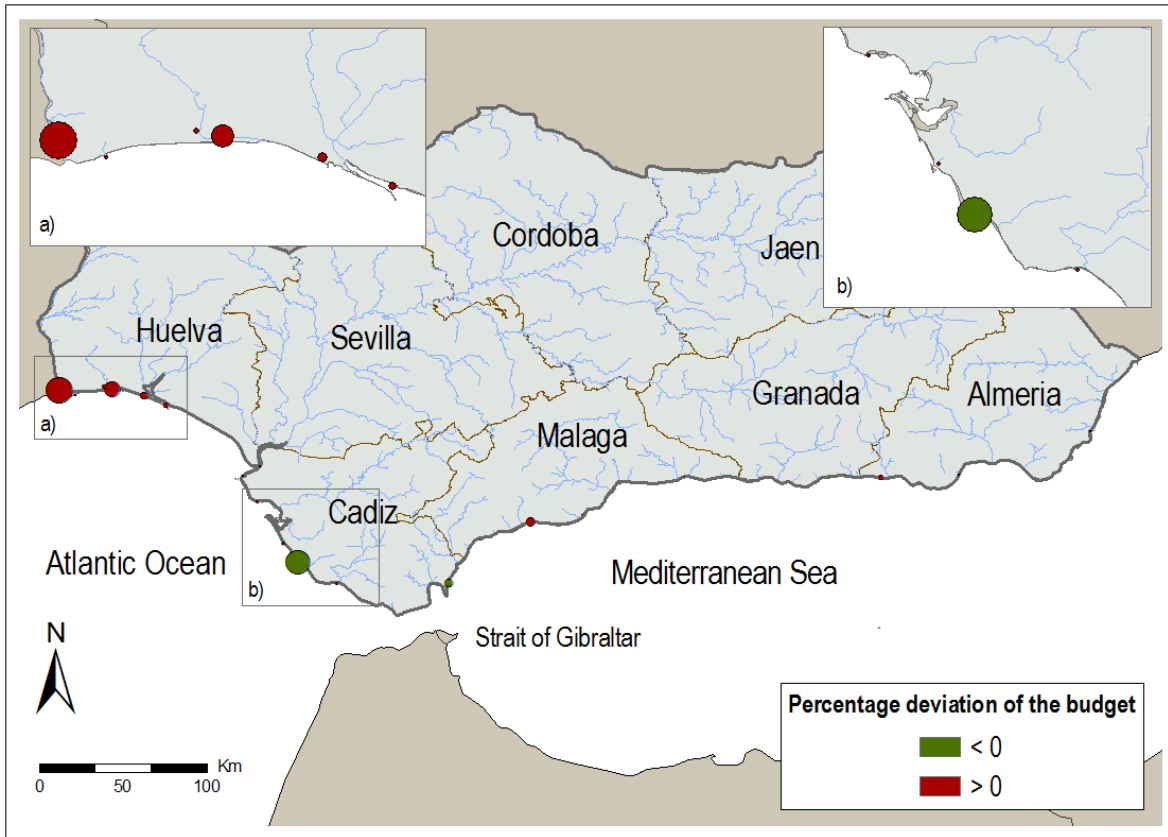 a)
b)
Cordoba
Jaen
Huelva
Sevilla
Granada
Almeria
Malaga
a)
Cadiz
Atlantic Ocean
b)
Mediterranean Sea
N
Strait of Gibraltar
Percentage deviation of the budget
< 0
> 0
Km
0 50 100